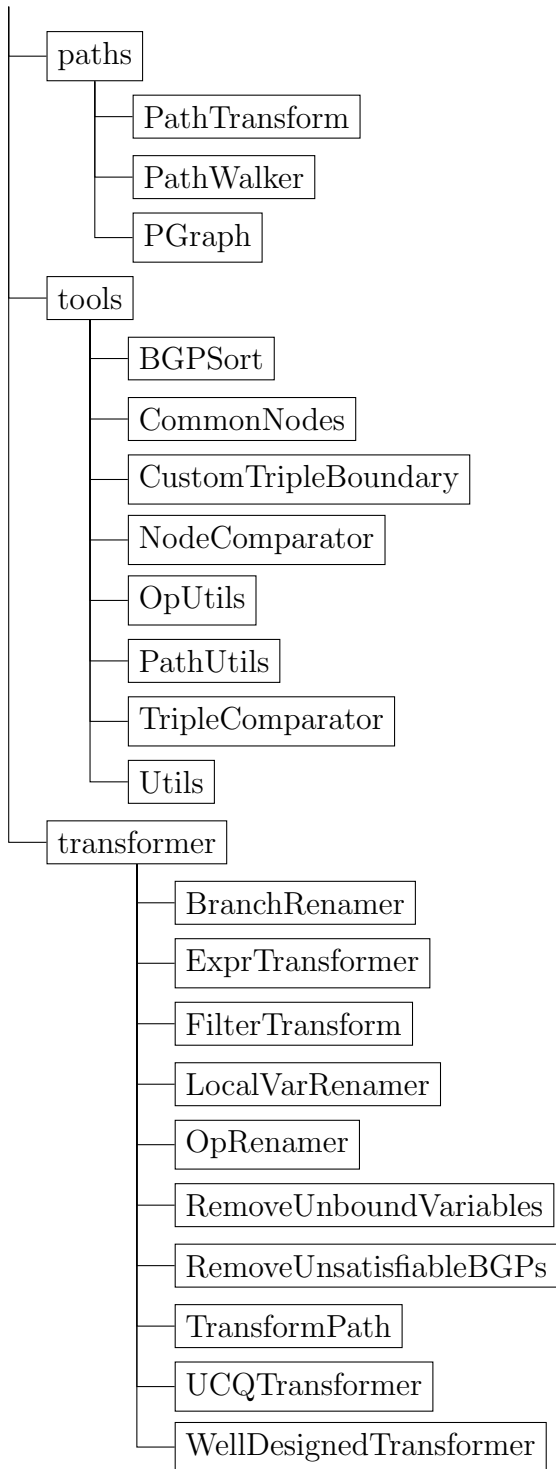 paths
PathTransform
PathWalker
PGraph
tools
BGPSort
CommonNodes
CustomTripleBoundary
NodeComparator
OpUtils
PathUtils
TripleComparator
Utils
transformer
BranchRenamer
ExprTransformer
FilterTransform
LocalVarRenamer
OpRenamer
RemoveUnboundVariables
RemoveUnsatisfiableBGPs
TransformPath
UCQTransformer
WellDesignedTransformer